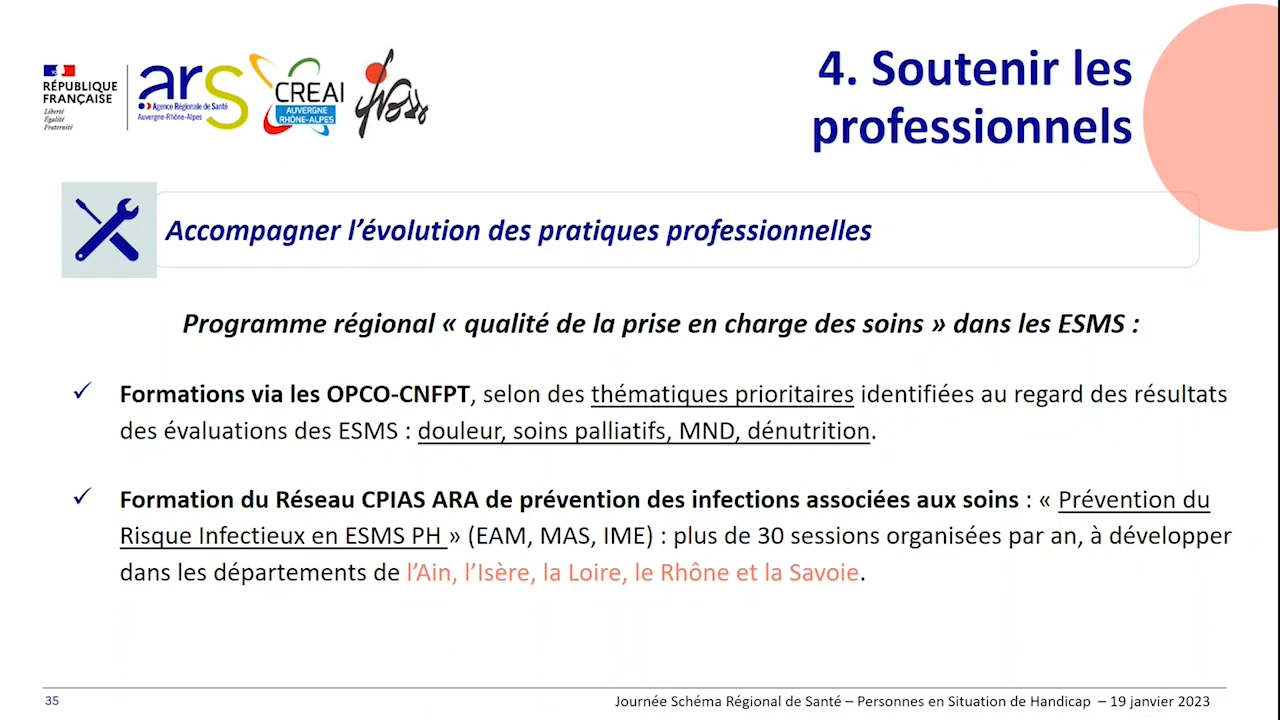 RÉPUBLIQUE
FRANÇAISE
Liberté
Égalité
Fraternité
ars
Agence Régionale de Santé
Auvergne-Rhône-Alpes
CREAI
AUVERGNE
RHÔNE-ALPES
4. Soutenir les
professionnels
Accompagner l’évolution des pratiques professionnelles
Programme régional « qualité de la prise en charge des soins » dans les ESMS :
✓ Formations via les OPCO-CNFPT, selon des thématiques prioritaires identifiées au regard des résultats
des évaluations des ESMS : douleur, soins palliatifs, MND, dénutrition.
✓ Formation du Réseau CPIAS ARA de prévention des infections associées aux soins : « Prévention du
Risque Infectieux en ESMS PH » (EAM, MAS, IME) : plus de 30 sessions organisées par an, à développer
dans les départements de l’Ain, l’Isère, la Loire, le Rhône et la Savoie.
35
Journée Schéma Régional de Santé – Personnes en Situation de Handicap – 19 janvier 2023